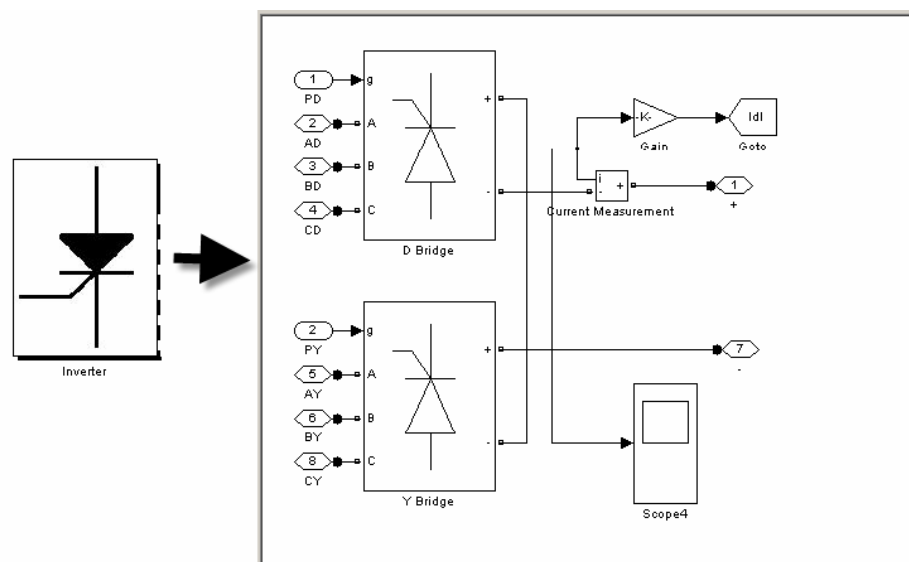 Inverter
1
PD
2
AD
3
BD
4
CD
g
A
B
C
+
-
D Bridge
-K-
Gain
Idl
Goto
i
-
+
Current Measurement
1
+
2
PY
5
AY
6
BY
8
CY
g
A
B
C
+
-
Y Bridge
7
-
Scope4